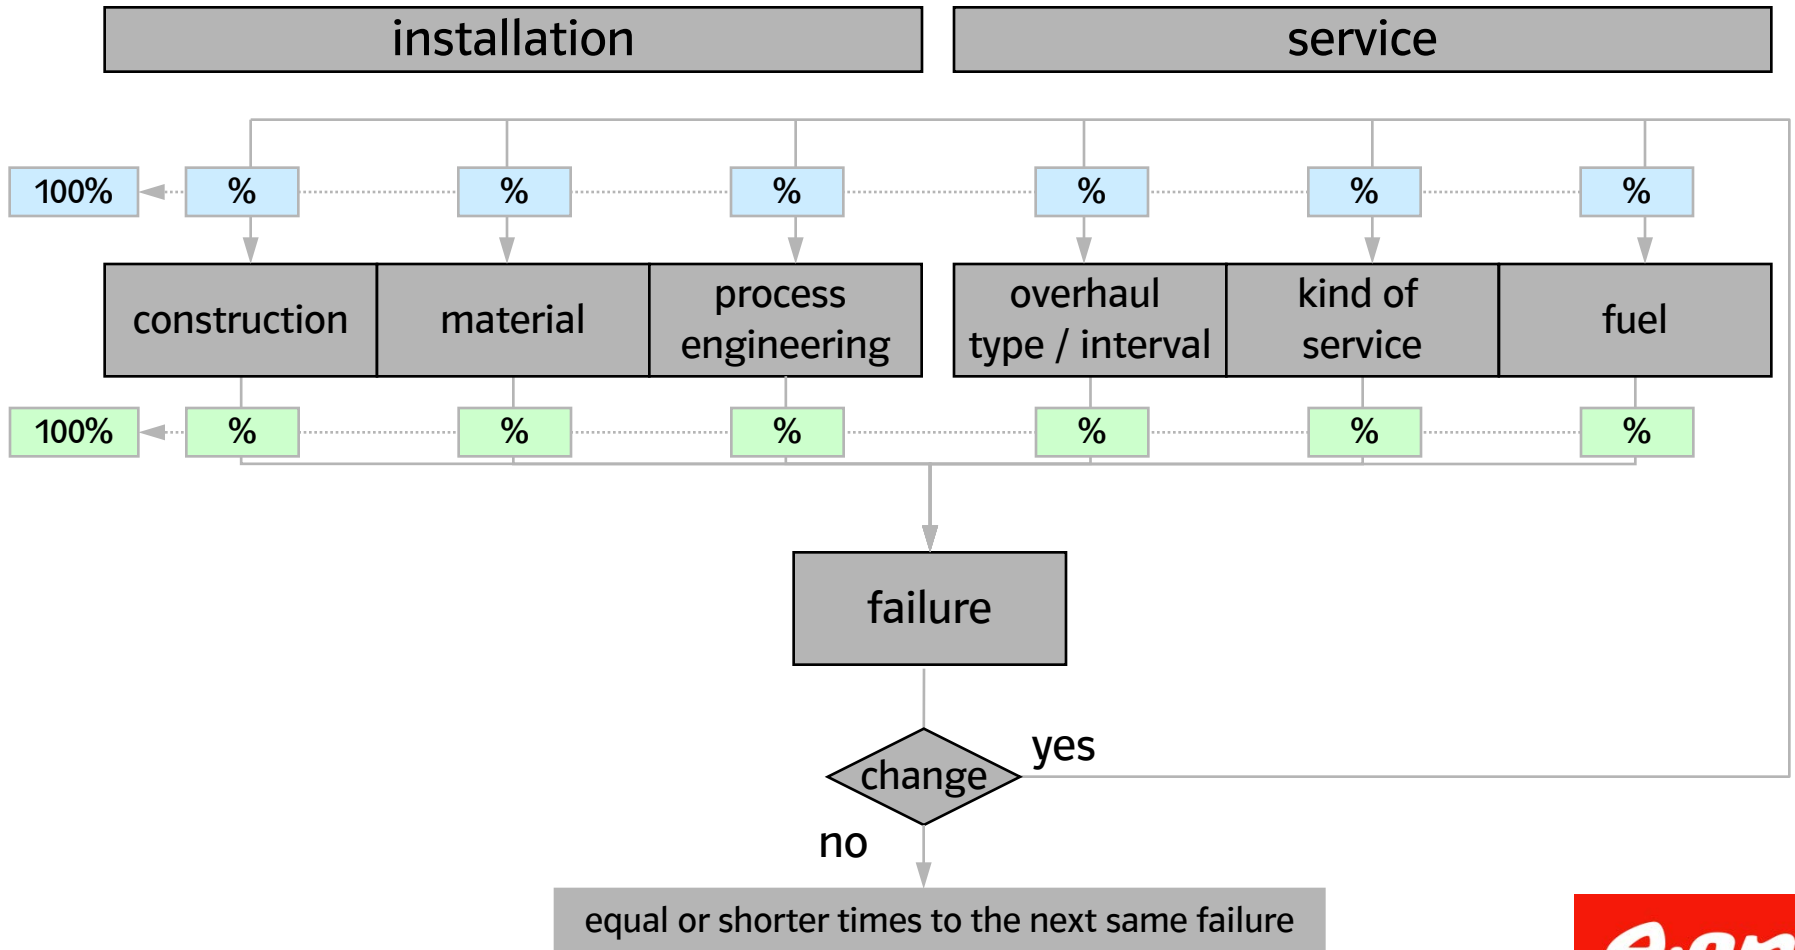 installation
service
100%
%
%
%
%
%
%
construction
material
process
engineering
overhaul
type / interval
kind of
service
fuel
100%
%
%
%
%
%
%
failure
change
yes
no
equal or shorter times to the next same failure